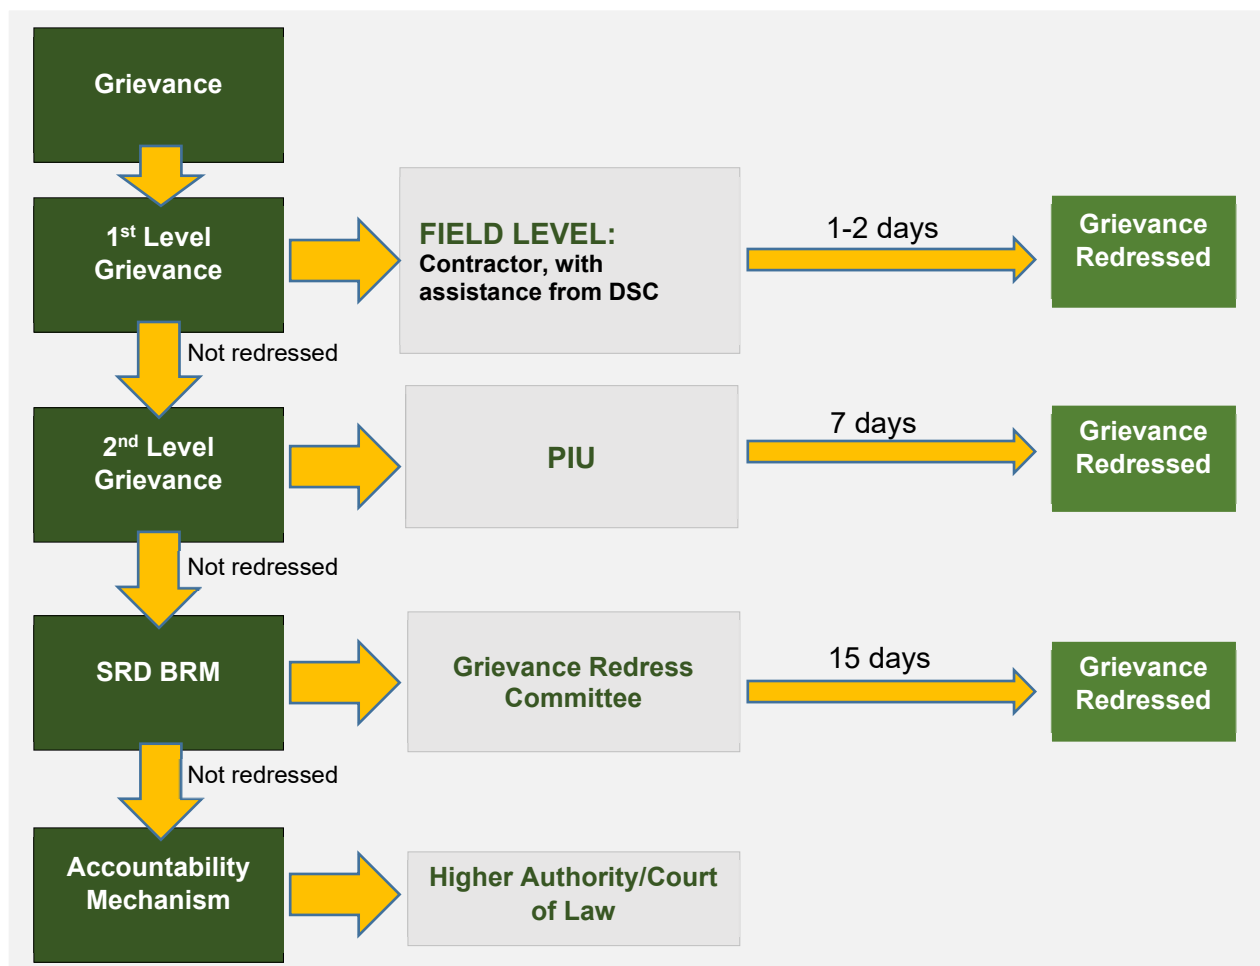 Grievance
1st Level
Grievance
FIELD LEVEL:
Contractor, with
assistance from DSC
1-2 days
Grievance
Redressed
Not redressed
2nd Level
Grievance
PIU
7 days
Grievance
Redressed
Not redressed
SRD BRM
Grievance Redress
Committee
15 days
Grievance
Redressed
Not redressed
Accountability
Mechanism
Higher Authority/Court
of Law